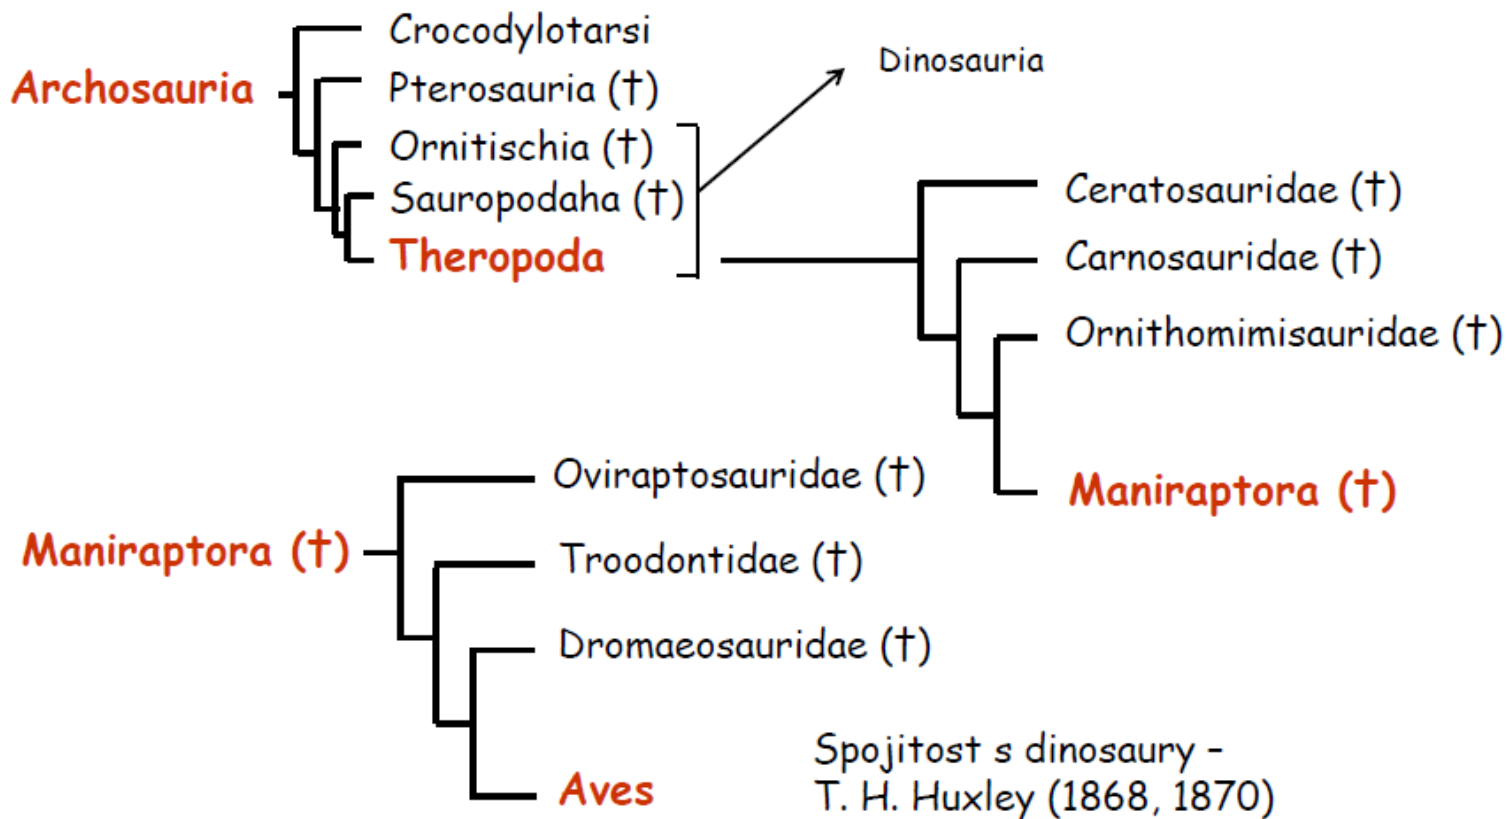 Archosauria
Crocodylotarsi
Pterosauria (†)
Ornitischia (†)
Sauropodaha (†)
Theropoda
Dinosauria
Ceratosauridae (†)
Carnosauridae (†)
Ornithomimisauridae (†)
Maniraptora (†)
Maniraptora (†)
Oviraptosauridae (†)
Troodontidae (†)
Dromaeosauridae (†)
Aves
Spojitost s dinosaury –
T. H. Huxley (1868, 1870)